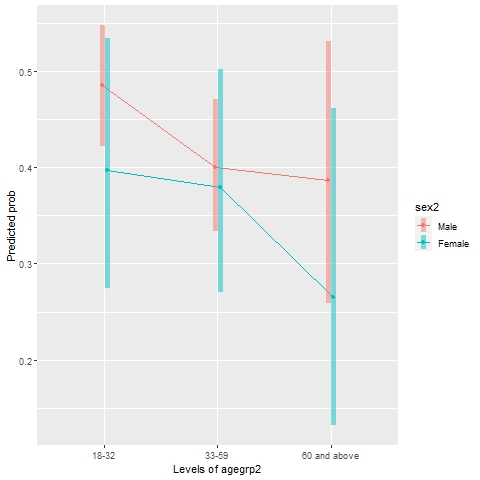 0.5
0.4
0.3
0.2
Predicted prob
18-32
33-59
60 and above
Levels of agegrp2
sex2
Male
Female